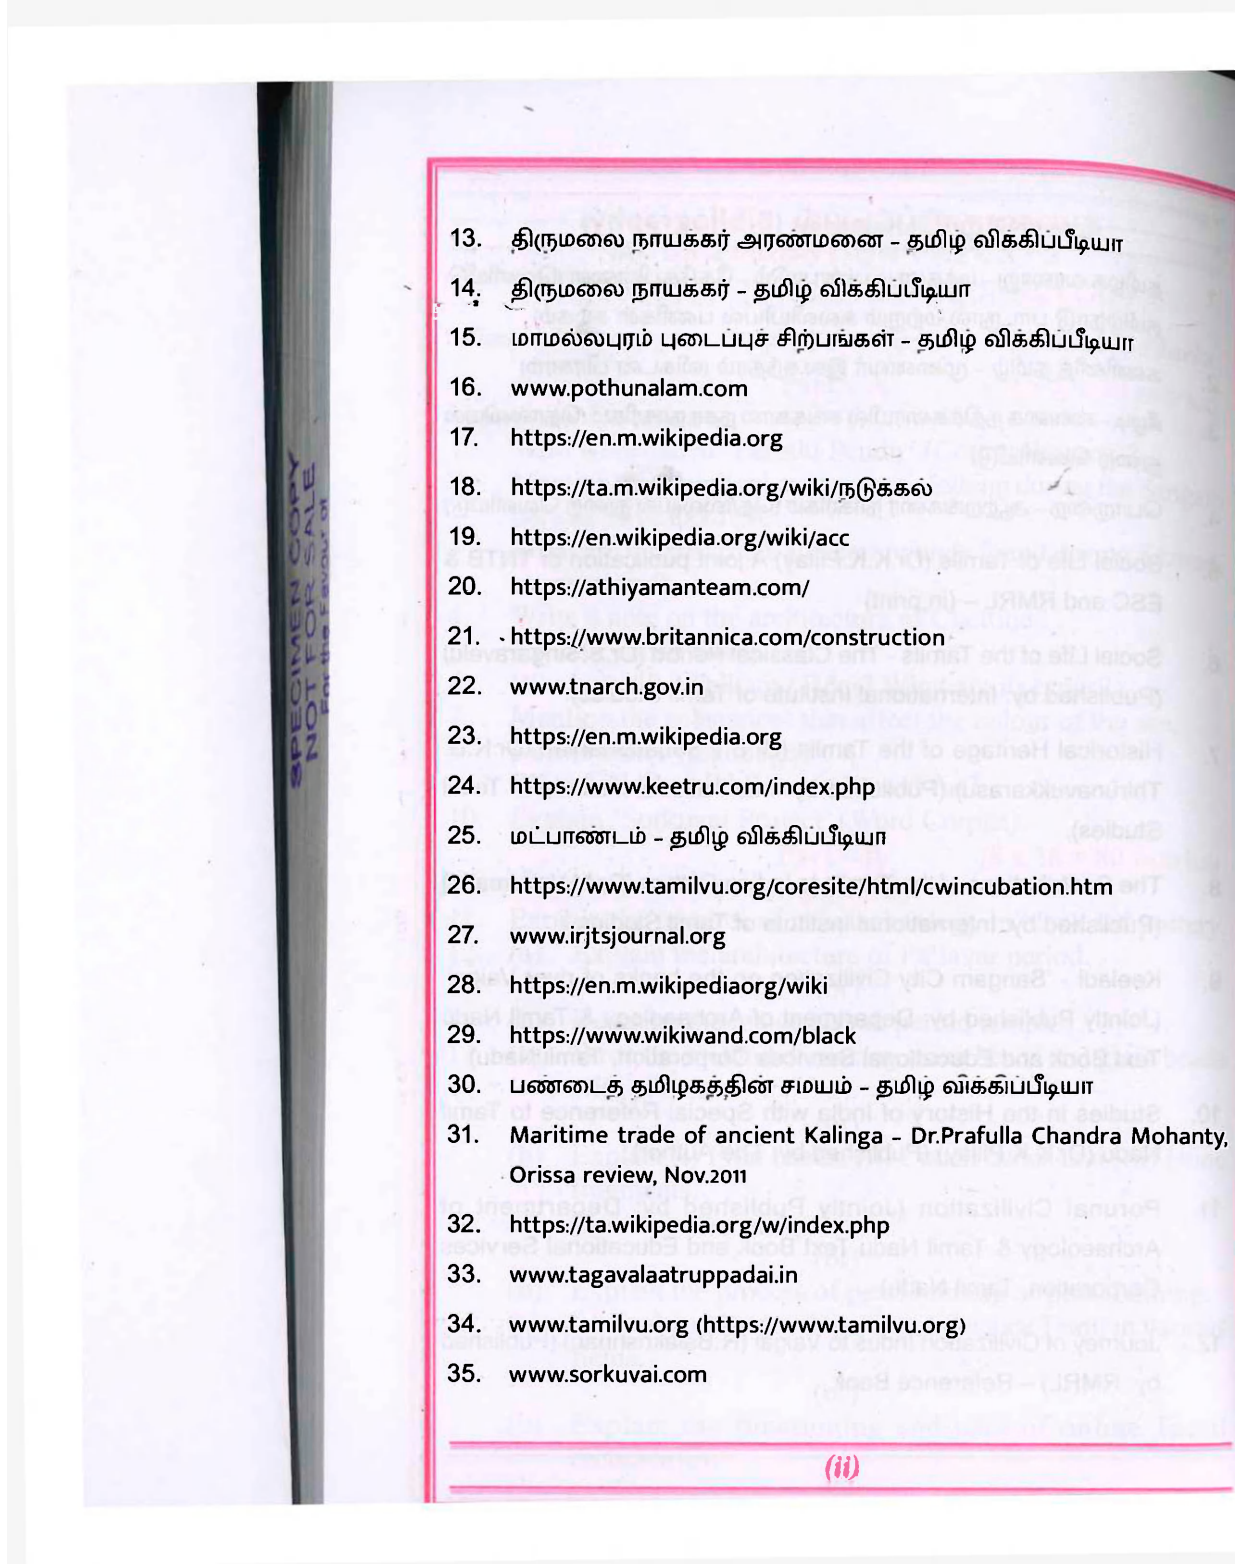 13. திருமலை நாயக்கர் அரண்மனை – தமிழ் விக்கிப்பீடியா
14. திருமலை நாயக்கர் – தமிழ் விக்கிப்பீடியா
15. மாமல்லபுரம் புடைப்புச் சிற்பங்கள் – தமிழ் விக்கிப்பீடியா
16. www.pothunalam.com
17. https://en.m.wikipedia.org
18. https://ta.m.wikipedia.org/wiki/நடுக்கல்
19. https://en.wikipedia.org/wiki/acc
20. https://athiyamanteam.com/
21. https://www.britannica.com/construction
22. www.tnarch.gov.in
23. https://en.m.wikipedia.org
24. https://www.keetru.com/index.php
25. மட்பாண்டம் – தமிழ் விக்கிப்பீடியா
26. https://www.tamilvu.org/coresite/html/cwincubation.htm
27. www.irjtsjournal.org
28. https://en.m.wikipediaorg/wiki
29. https://www.wikiwand.com/black
30. பண்டைத் தமிழகத்தின் சமயம் – தமிழ் விக்கிப்பீடியா
31. Maritime trade of ancient Kalinga – Dr.Prafulla Chandra Mohanty,
Orissa review, Nov.2011
32. https://ta.wikipedia.org/w/index.php
33. www.tagavalaatruppadai.in
34. www.tamilvu.org (https://www.tamilvu.org)
35. www.sorkuvai.com
(ii)
SPECIMEN COPY
NOT FOR SALE
For the Favour of